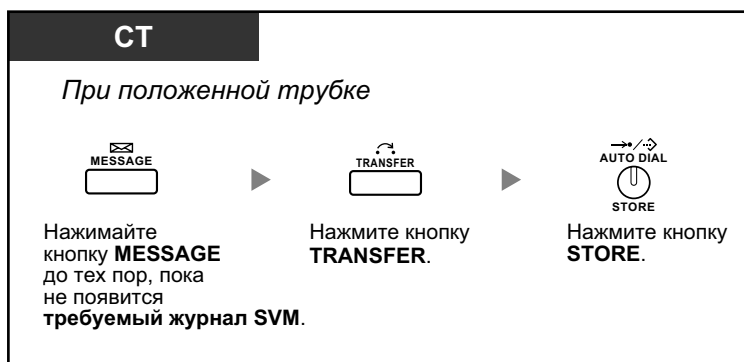 СТ
При положенной трубке
MESSAGE
TRANSFER
AUTO DIAL
STORE
Нажимайте
кнопку MESSAGE
до тех пор, пока
не появится
требуемый журнал SVM.
Нажмите кнопку
TRANSFER.
Нажмите кнопку
STORE.